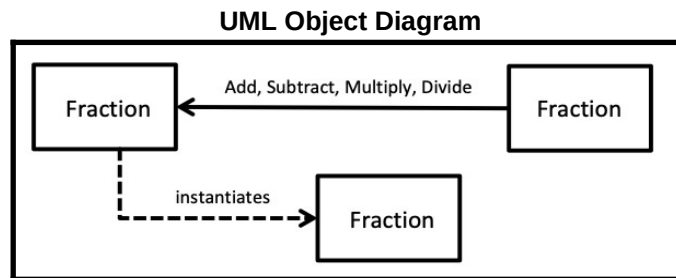 UML Object Diagram
Add, Subtract, Multiply, Divide
Fraction
Fraction
instantiates
Fraction